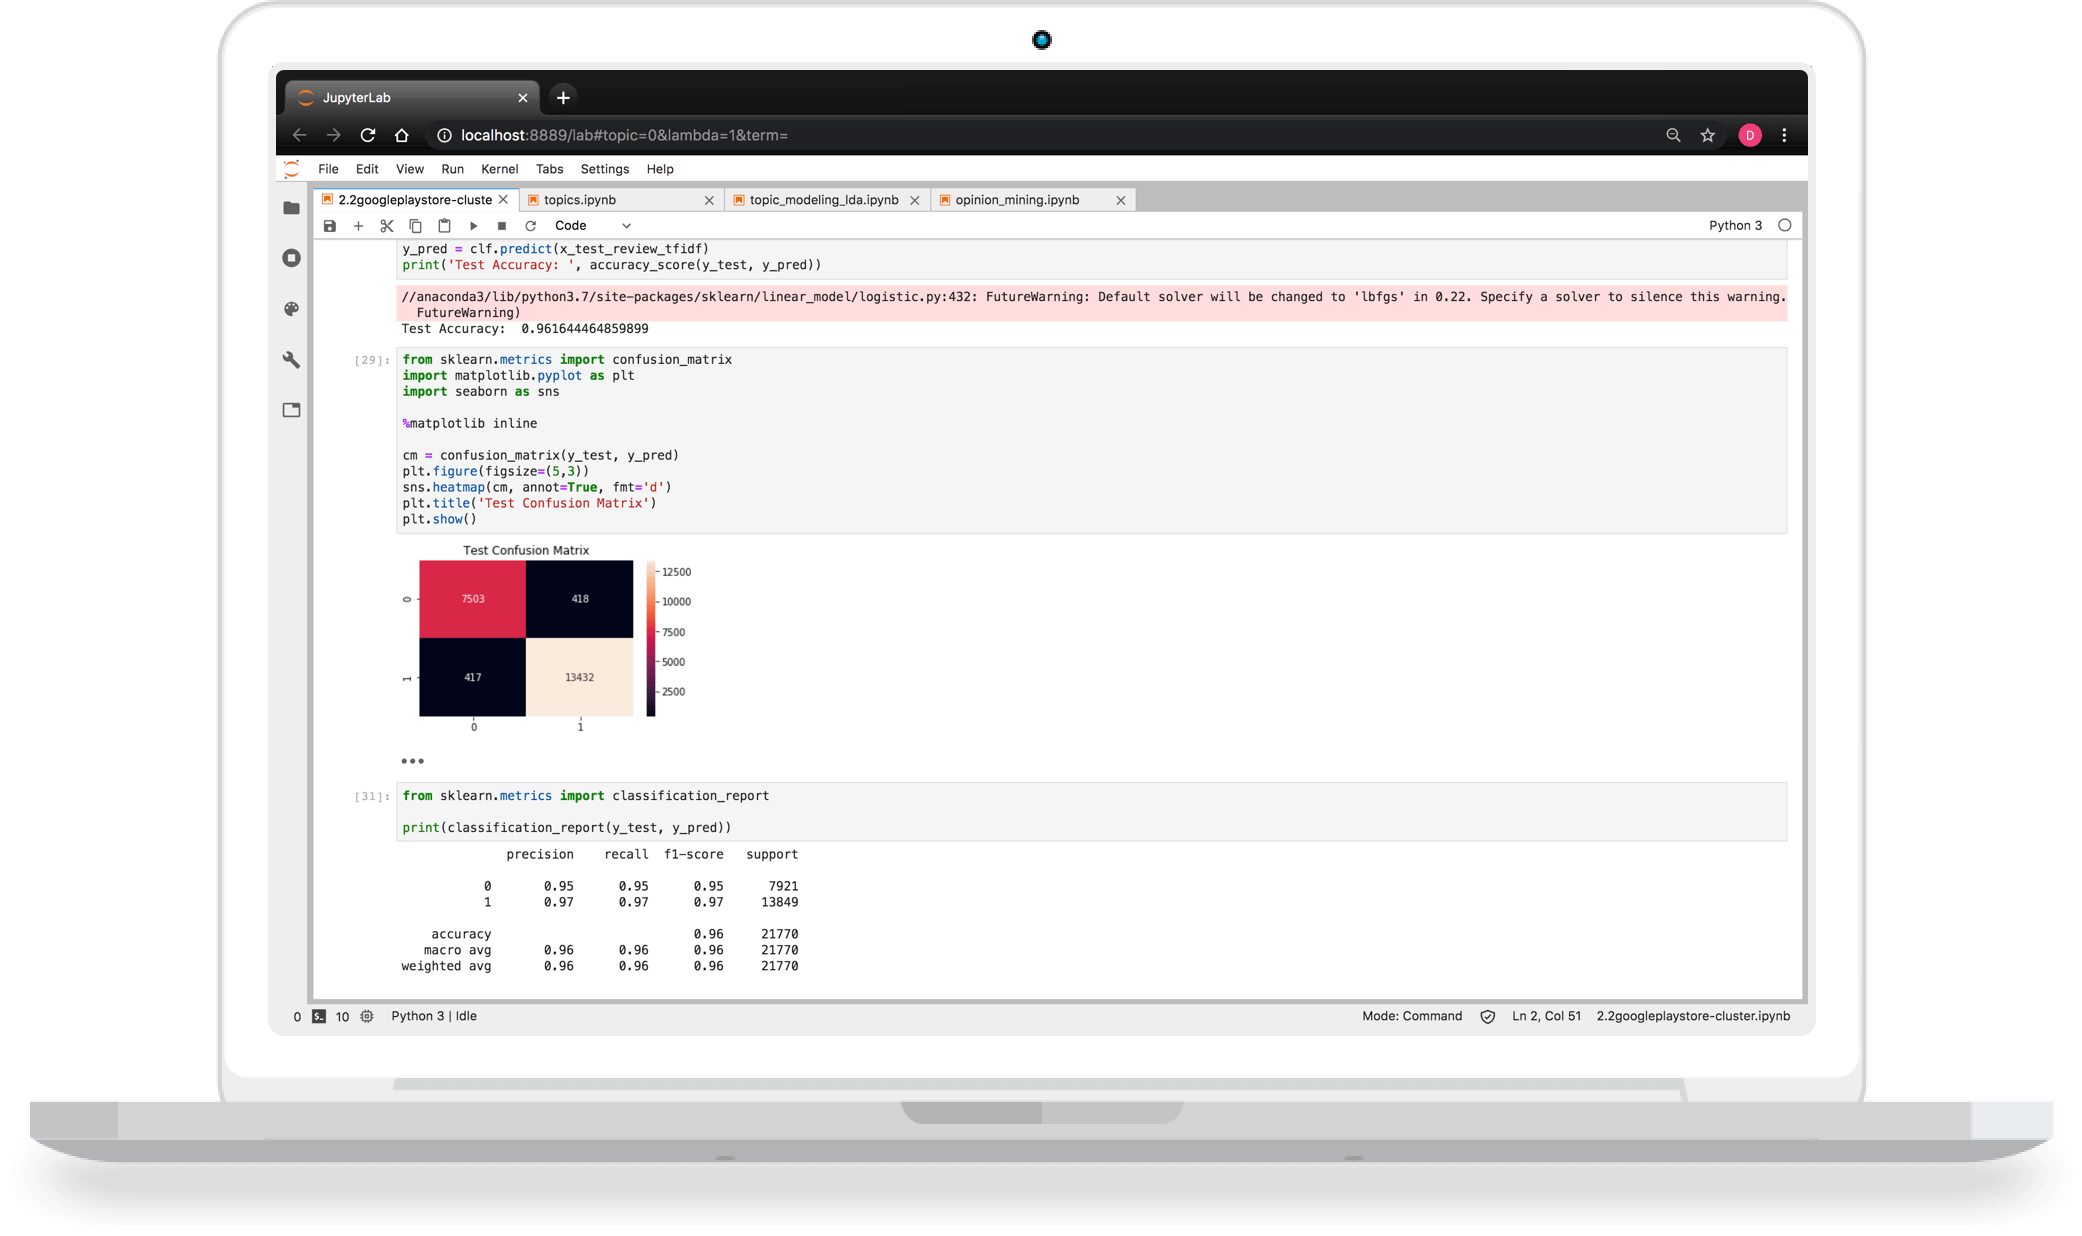 JupyterLab
localhost:8889/lab#topic=0&lambda=1&term=
D
File Edit View Run Kernel Tabs Settings Help
2.2googleplaystore-cluste topics.ipynb topic_modeling_lda.ipynb opinion_mining.ipynb
Code Python 3
y_pred = clf.predict(x_test_review_tfidf)
print('Test Accuracy: ', accuracy_score(y_test, y_pred))
//anaconda3/lib/python3.7/site-packages/sklearn/linear_model/logistic.py:432: FutureWarning: Default solver will be changed to 'lbfgs' in 0.22. Specify a solver to silence this warning.
FutureWarning)
Test Accuracy:  0.961644464859899
[29]: from sklearn.metrics import confusion_matrix
import matplotlib.pyplot as plt
import seaborn as sns
%matplotlib inline
cm = confusion_matrix(y_test, y_pred)
plt.figure(figsize=(5,3))
sns.heatmap(cm, annot=True, fmt='d')
plt.title('Test Confusion Matrix')
plt.show()
Test Confusion Matrix
12500
0 7503 418 10000
7500
5000
1 417 13432 2500
0 1
[31]: from sklearn.metrics import classification_report
print(classification_report(y_test, y_pred))
precision recall f1-score support
0 0.95 0.95 0.95 7921
1 0.97 0.97 0.97 13849
accuracy 0.96 21770
macro avg 0.96 0.96 0.96 21770
weighted avg 0.96 0.96 0.96 21770
0 $_ 10 Python 3 | Idle Mode: Command Ln 2, Col 51 2.2googleplaystore-cluster.ipynb